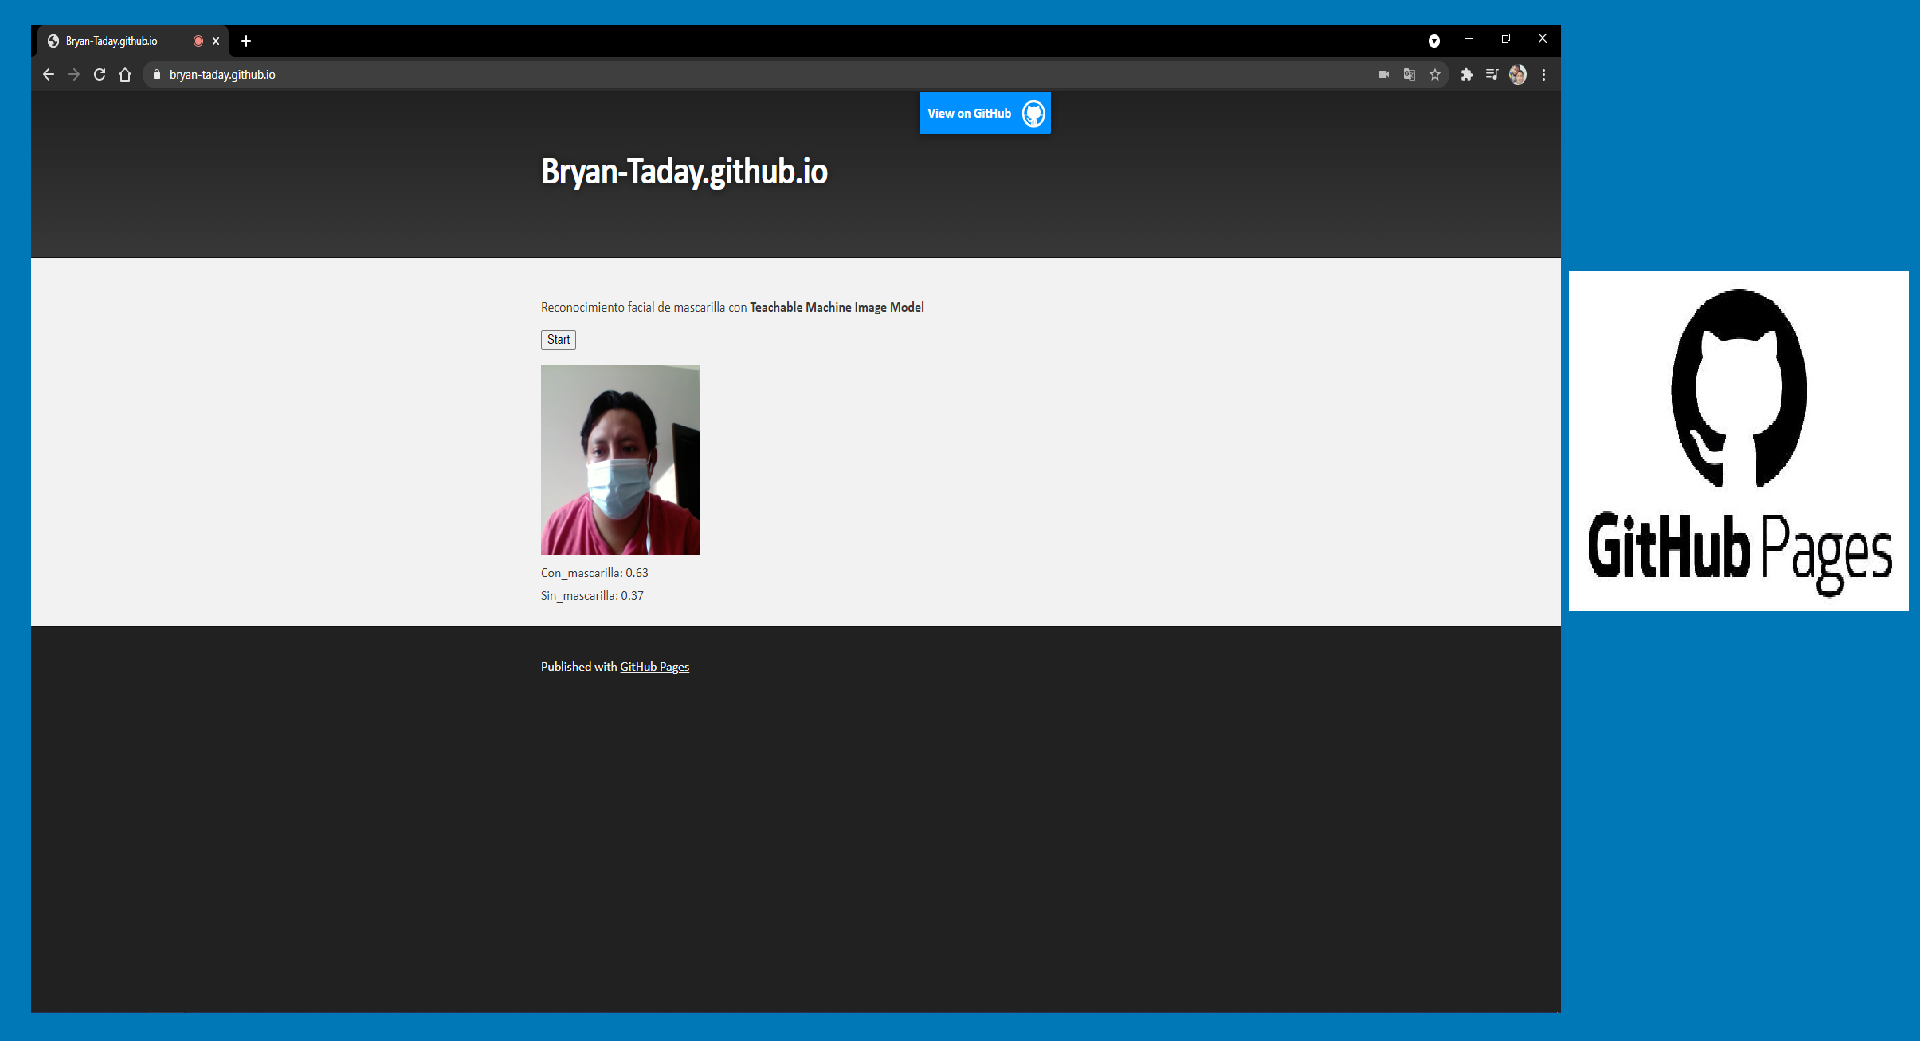 Bryan-Taday.github.io
bryan-taday.github.io
View on GitHub
Bryan-Taday.github.io
Reconocimiento facial de mascarilla con Teachable Machine Image Model
Start
Con_mascarilla: 0.63
Sin_mascarilla: 0.37
Published with GitHub Pages
GitHub Pages